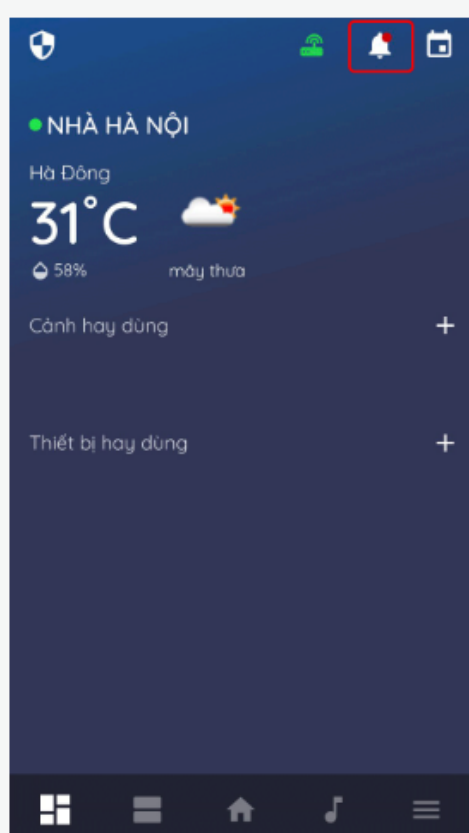 NHÀ HÀ NỘI
Hà Đông
31°C
58% mây thưa
Cảnh hay dùng +
Thiết bị hay dùng +